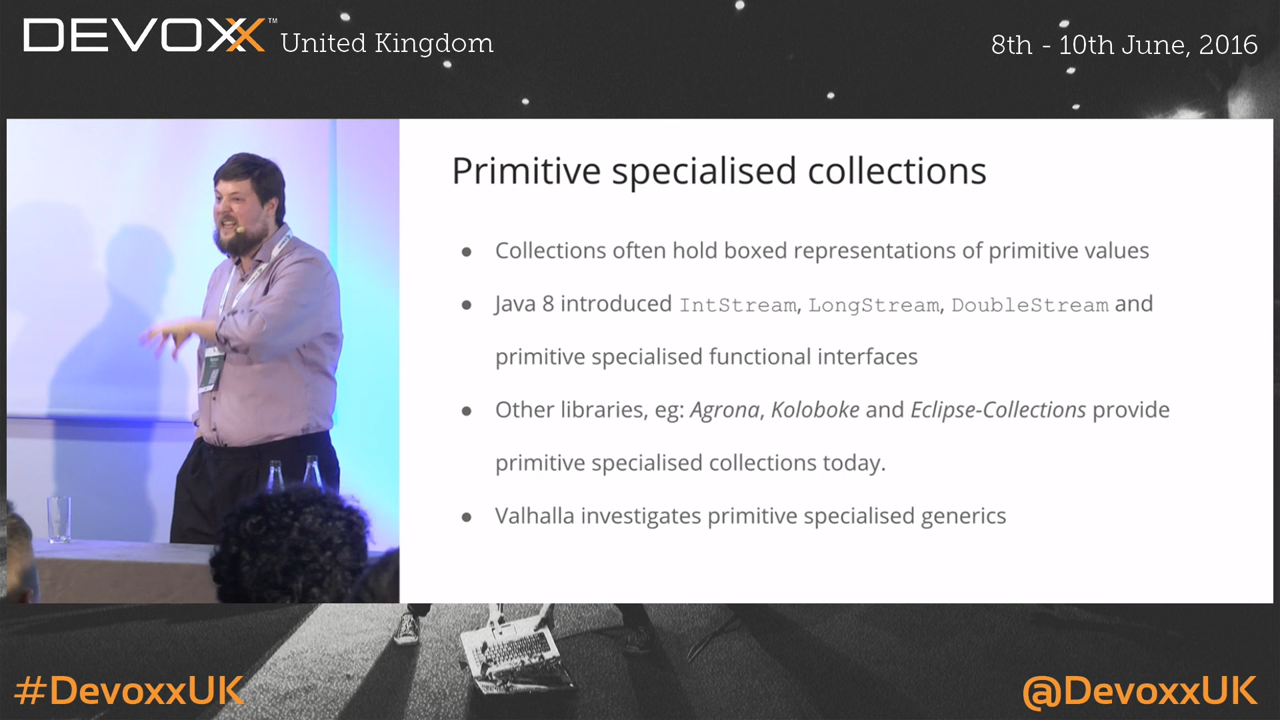 DEVOXX™ United Kingdom
8th - 10th June, 2016
Primitive specialised collections
● Collections often hold boxed representations of primitive values
● Java 8 introduced IntStream, LongStream, DoubleStream and
primitive specialised functional interfaces
● Other libraries, eg: Agrona, Koloboke and Eclipse-Collections provide
primitive specialised collections today.
● Valhalla investigates primitive specialised generics
#DevoxxUK
@DevoxxUK